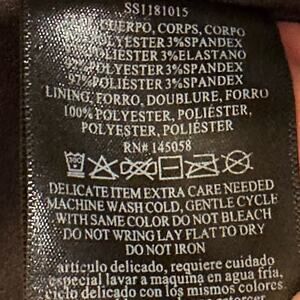 SS1181015
CUERPO, CORPS, CORPO
POLYESTER 3%SPANDEX
POLYESTER 3%ELASTANO
POLYESTER 3%SPANDEX
97%POLIÉSTER 3%SPANDEX
LINING, FORRO, DOUBLURE, FORRO
100%POLYESTER, POLIÉSTER,
POLYESTER, POLIÉSTER
RN# 145058
DELICATE ITEM EXTRA CARE NEEDED
MACHINE WASH COLD, GENTLE CYCLE
WITH SAME COLOR DO NOT BLEACH
DO NOT WRING LAY FLAT TO DRY
DO NOT IRON
artículo delicado, requiere cuidado
especial lavar a maquina en agua fría,
ciclo delicado con los mismos colores